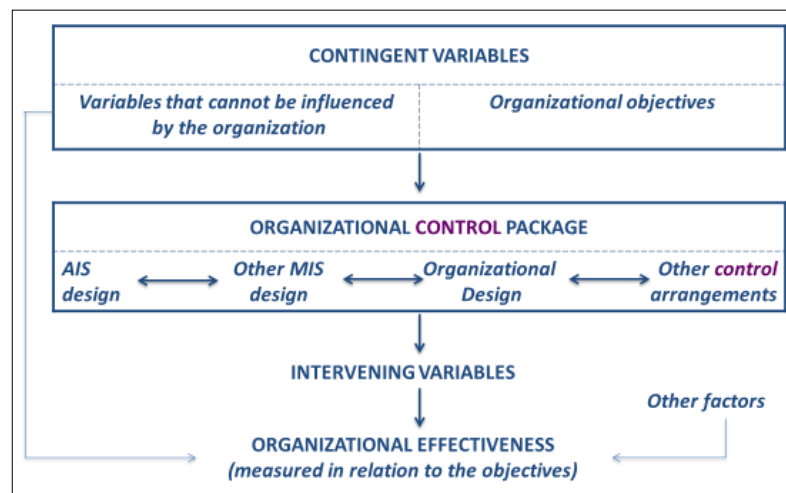 CONTINGENT VARIABLES
Variables that cannot be influenced
by the organization
Organizational objectives
ORGANIZATIONAL CONTROL PACKAGE
AIS
design
Other MIS
design
Organizational
Design
Other control
arrangements
INTERVENING VARIABLES
Other factors
ORGANIZATIONAL EFFECTIVENESS
(measured in relation to the objectives)